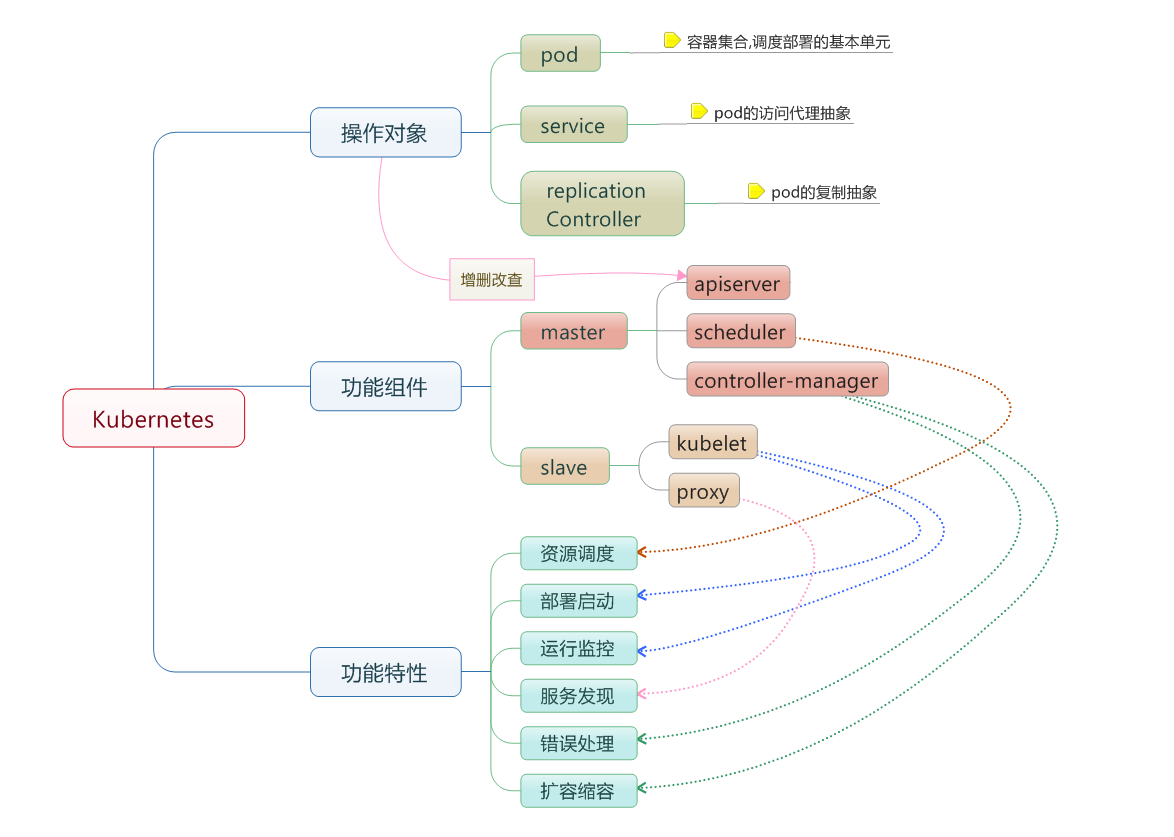 pod
容器集合,调度部署的基本单元
操作对象
service
pod的访问代理抽象
replication
Controller
pod的复制抽象
增删改查
apiserver
master
scheduler
controller-manager
功能组件
Kubernetes
kubelet
slave
proxy
资源调度
部署启动
运行监控
功能特性
服务发现
错误处理
扩容缩容